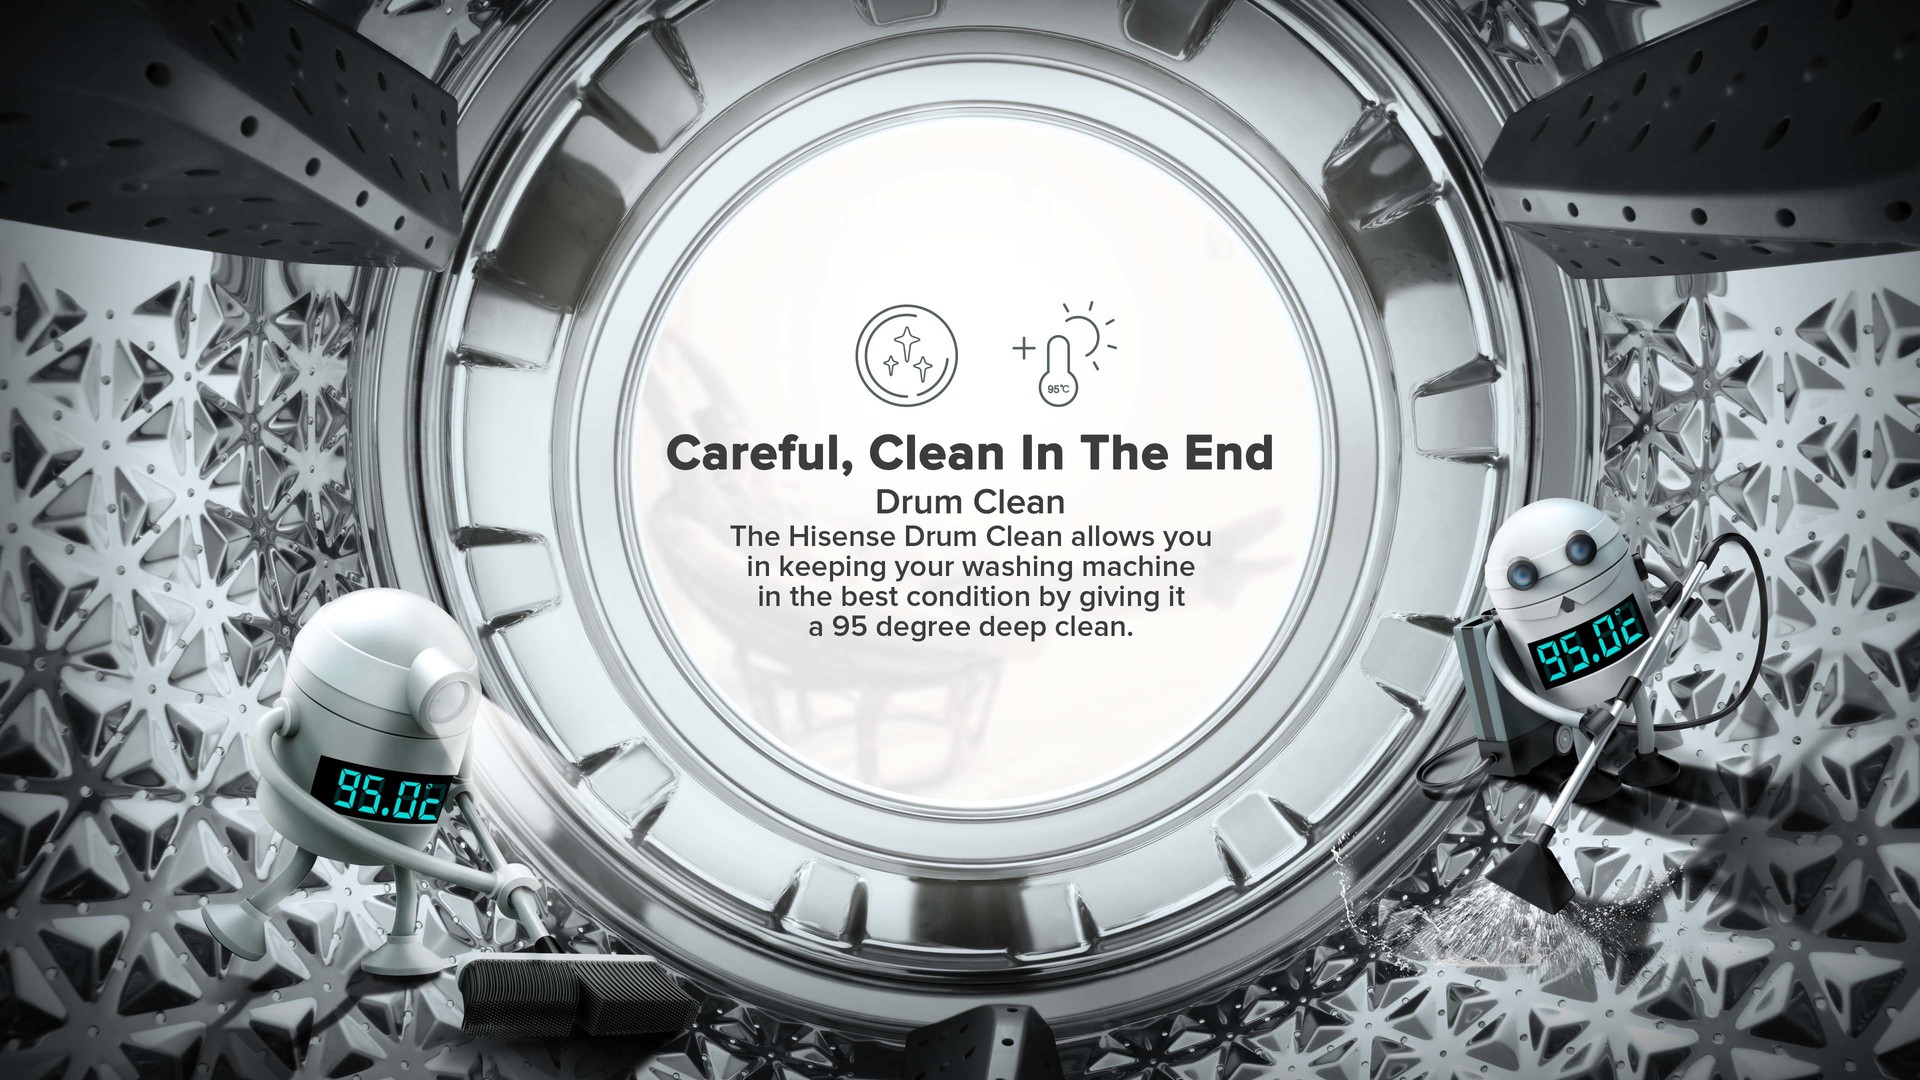 95℃
Careful, Clean In The End
Drum Clean
The Hisense Drum Clean allows you
in keeping your washing machine
in the best condition by giving it
a 95 degree deep clean.
95.0°c
95.0°c